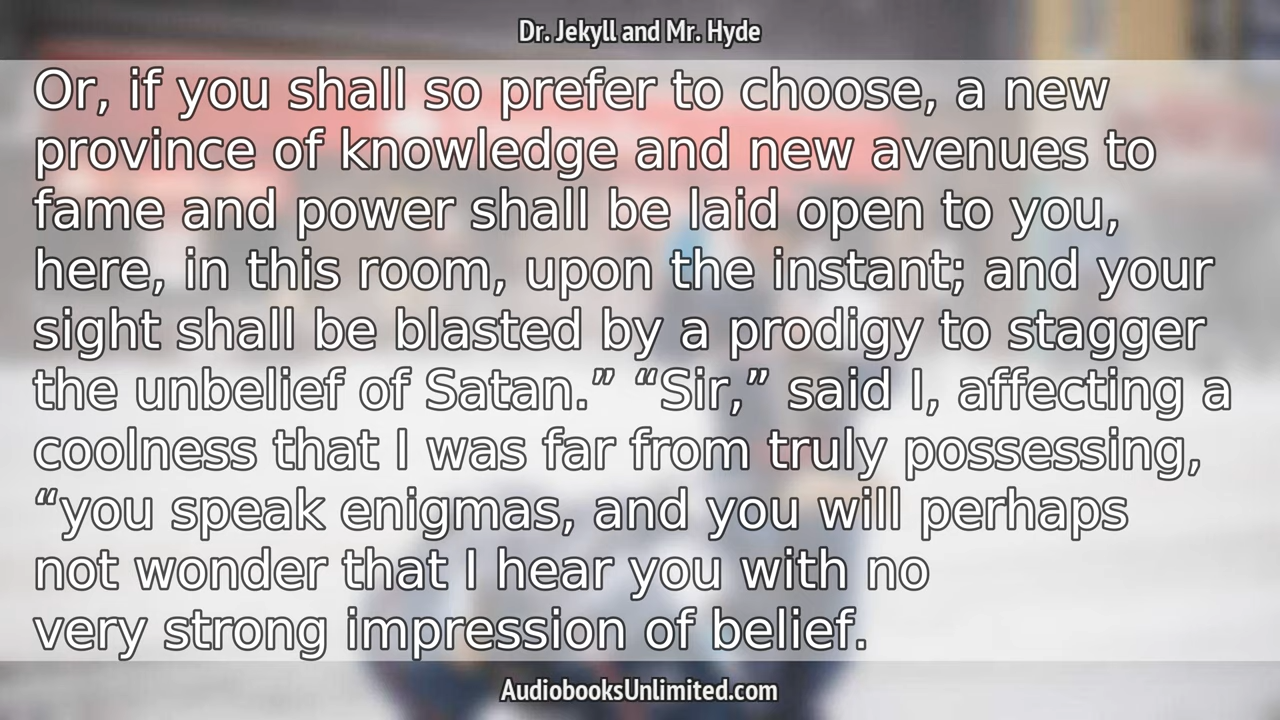 Dr. Jekyll and Mr. Hyde
Or, if you shall so prefer to choose, a new
province of knowledge and new avenues to
fame and power shall be laid open to you,
here, in this room, upon the instant; and your
sight shall be blasted by a prodigy to stagger
the unbelief of Satan.” “Sir,” said I, affecting a
coolness that I was far from truly possessing,
“you speak enigmas, and you will perhaps
not wonder that I hear you with no
very strong impression of belief.
AudiobooksUnlimited.com